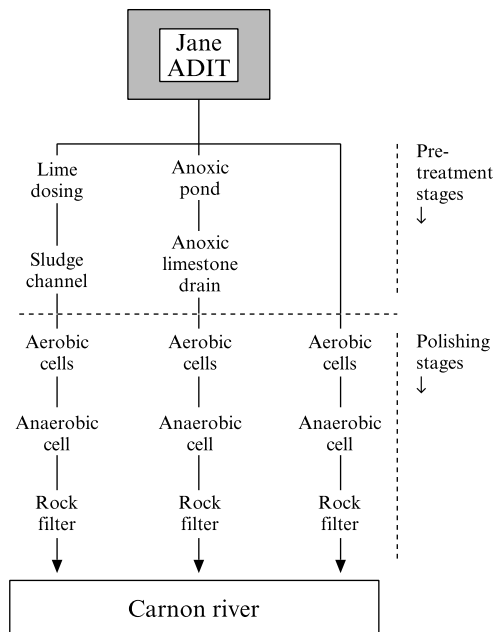 Jane
ADIT
Lime
dosing
Anoxic
pond
Pre-
treatment
stages
Sludge
channel
Anoxic
limestone
drain
Aerobic
cells
Aerobic
cells
Aerobic
cells
Polishing
stages
Anaerobic
cell
Anaerobic
cell
Anaerobic
cell
Rock
filter
Rock
filter
Rock
filter
Carnon river